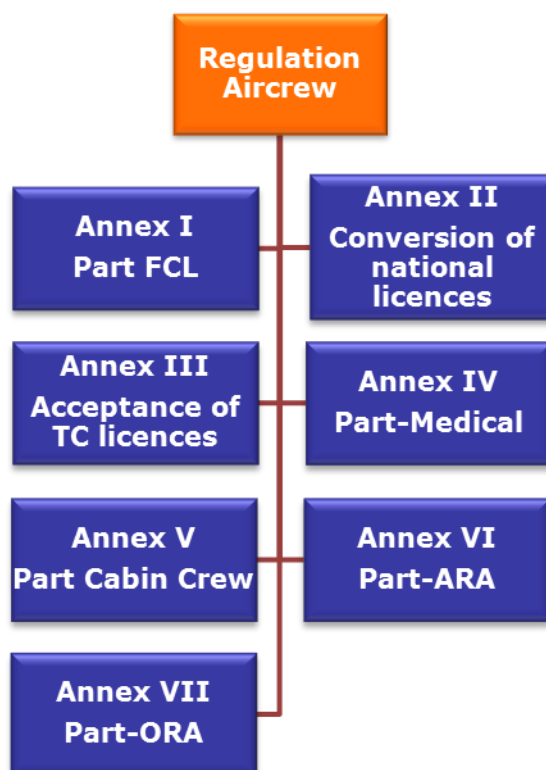 Regulation
Aircrew
Annex I
Part FCL
Annex II
Conversion of
national
licences
Annex III
Acceptance of
TC licences
Annex IV
Part-Medical
Annex V
Part Cabin Crew
Annex VI
Part-ARA
Annex VII
Part-ORA